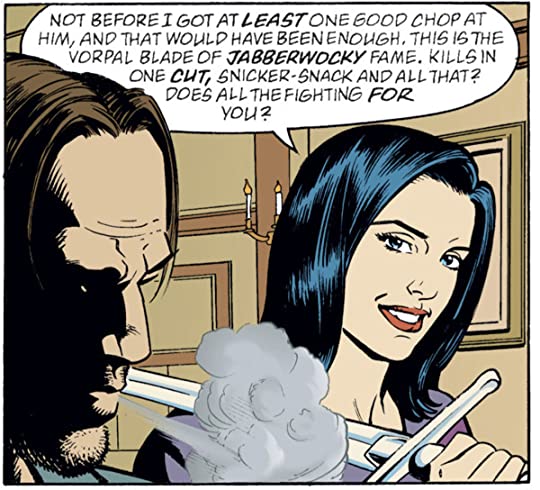 NOT BEFORE I GOT AT LEAST ONE GOOD CHOP AT
HIM, AND THAT WOULD HAVE BEEN ENOUGH. THIS IS THE
VORPAL BLADE OF JABBERWOCKY FAME. KILLS IN
ONE CUT, SNICKER-SNACK AND ALL THAT?
DOES ALL THE FIGHTING FOR
YOU?